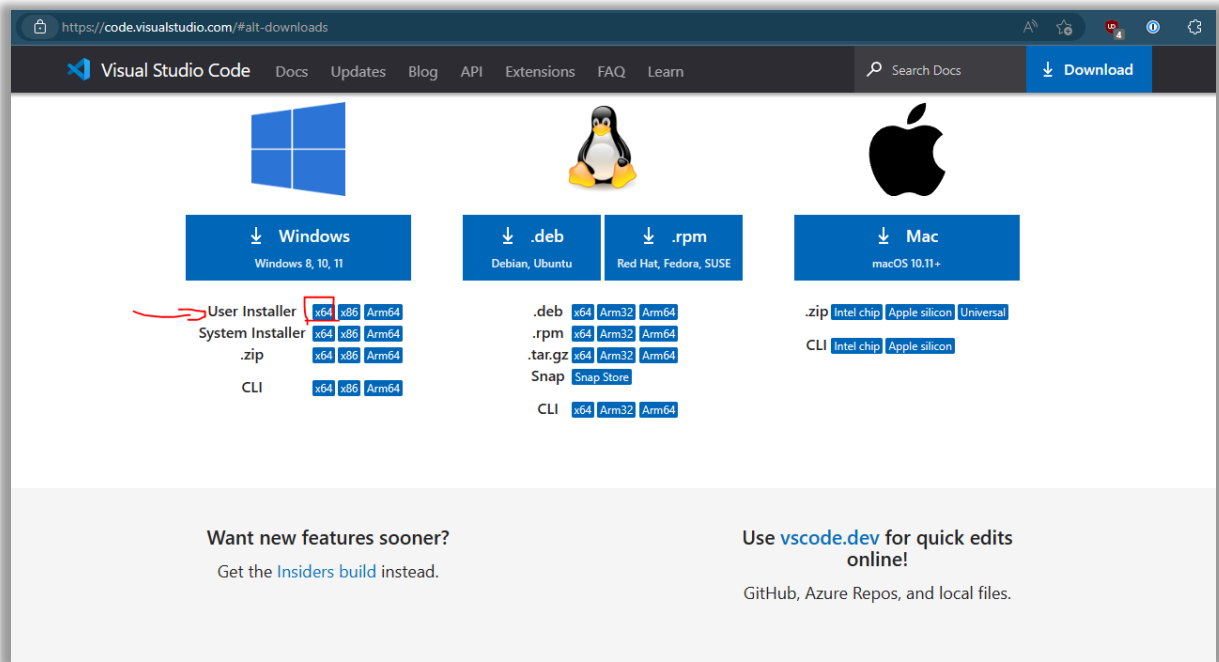 https://code.visualstudio.com/#alt-downloads
4
Visual Studio Code Docs Updates Blog API Extensions FAQ Learn Search Docs Download
Windows
Windows 8, 10, 11
User Installer x64 x86 Arm64
System Installer x64 x86 Arm64
.zip x64 x86 Arm64
CLI x64 x86 Arm64
.deb
Debian, Ubuntu
.rpm
Red Hat, Fedora, SUSE
.deb x64 Arm32 Arm64
.rpm x64 Arm32 Arm64
.tar.gz x64 Arm32 Arm64
Snap Snap Store
CLI x64 Arm32 Arm64
Mac
macOS 10.11+
.zip Intel chip Apple silicon Universal
CLI Intel chip Apple silicon
Want new features sooner?
Get the Insiders build instead.
Use vscode.dev for quick edits
online!
GitHub, Azure Repos, and local files.